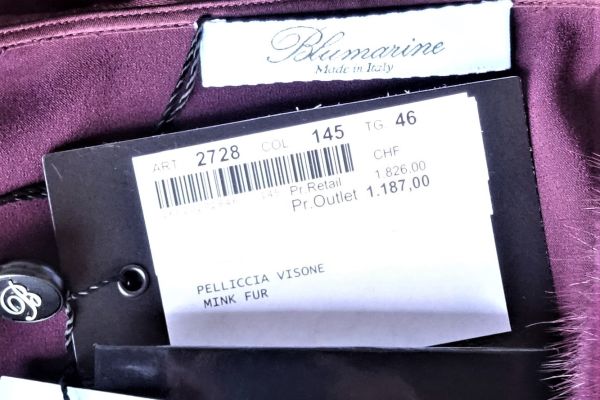 Blumarine
Made in Italy
ART. 2728 COL 145 TG 46
CHF
Pr.Retail 1.826,00
Pr.Outlet 1.187,00
PELLICCIA VISONE
MINK FUR